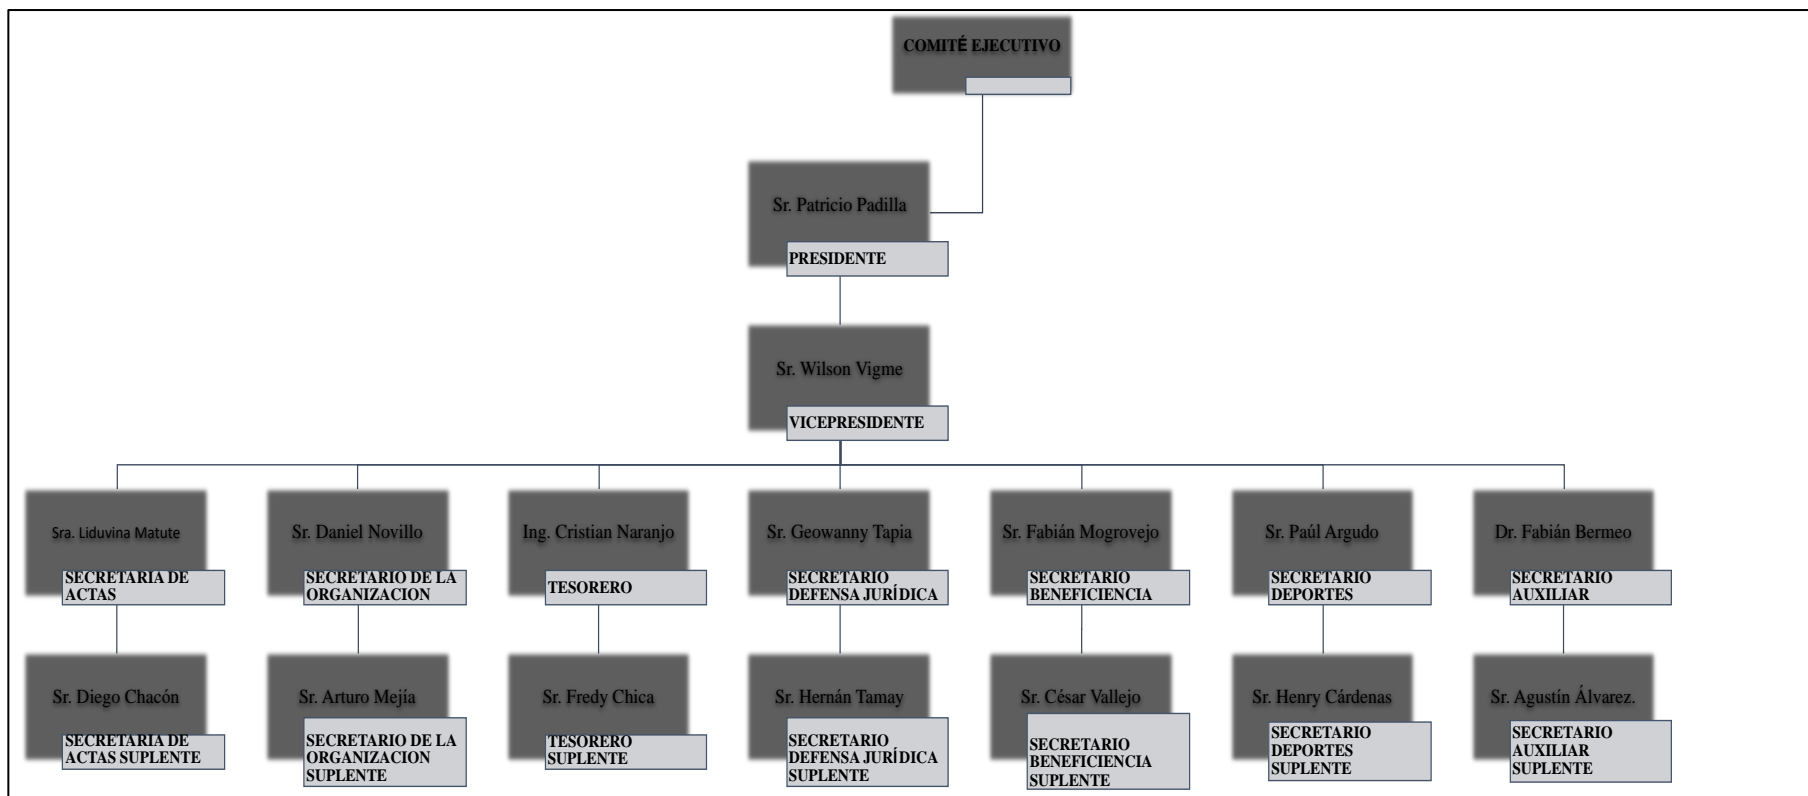 COMITÉ EJECUTIVO
Sr. Patricio Padilla
PRESIDENTE
Sr. Wilson Vigme
VICEPRESIDENTE
Sra. Liduvina Matute
SECRETARIA DE
ACTAS
Sr. Daniel Novillo
SECRETARIO DE LA
ORGANIZACION
Ing. Cristian Naranjo
TESORERO
Sr. Geowanny Tapia
SECRETARIO
DEFENSA JURÍDICA
Sr. Fabián Mogrovejo
SECRETARIO
BENEFICIENCIA
Sr. Paúl Argudo
SECRETARIO
DEPORTES
Dr. Fabián Bermeo
SECRETARIO
AUXILIAR
Sr. Diego Chacón
SECRETARIA DE
ACTAS SUPLENTE
Sr. Arturo Mejía
SECRETARIO DE LA
ORGANIZACION
SUPLENTE
Sr. Fredy Chica
TESORERO
SUPLENTE
Sr. Hernán Tamay
SECRETARIO
DEFENSA JURÍDICA
SUPLENTE
Sr. César Vallejo
SECRETARIO
BENEFICIENCIA
SUPLENTE
Sr. Henry Cárdenas
SECRETARIO
DEPORTES
SUPLENTE
Sr. Agustín Álvarez.
SECRETARIO
AUXILIAR
SUPLENTE